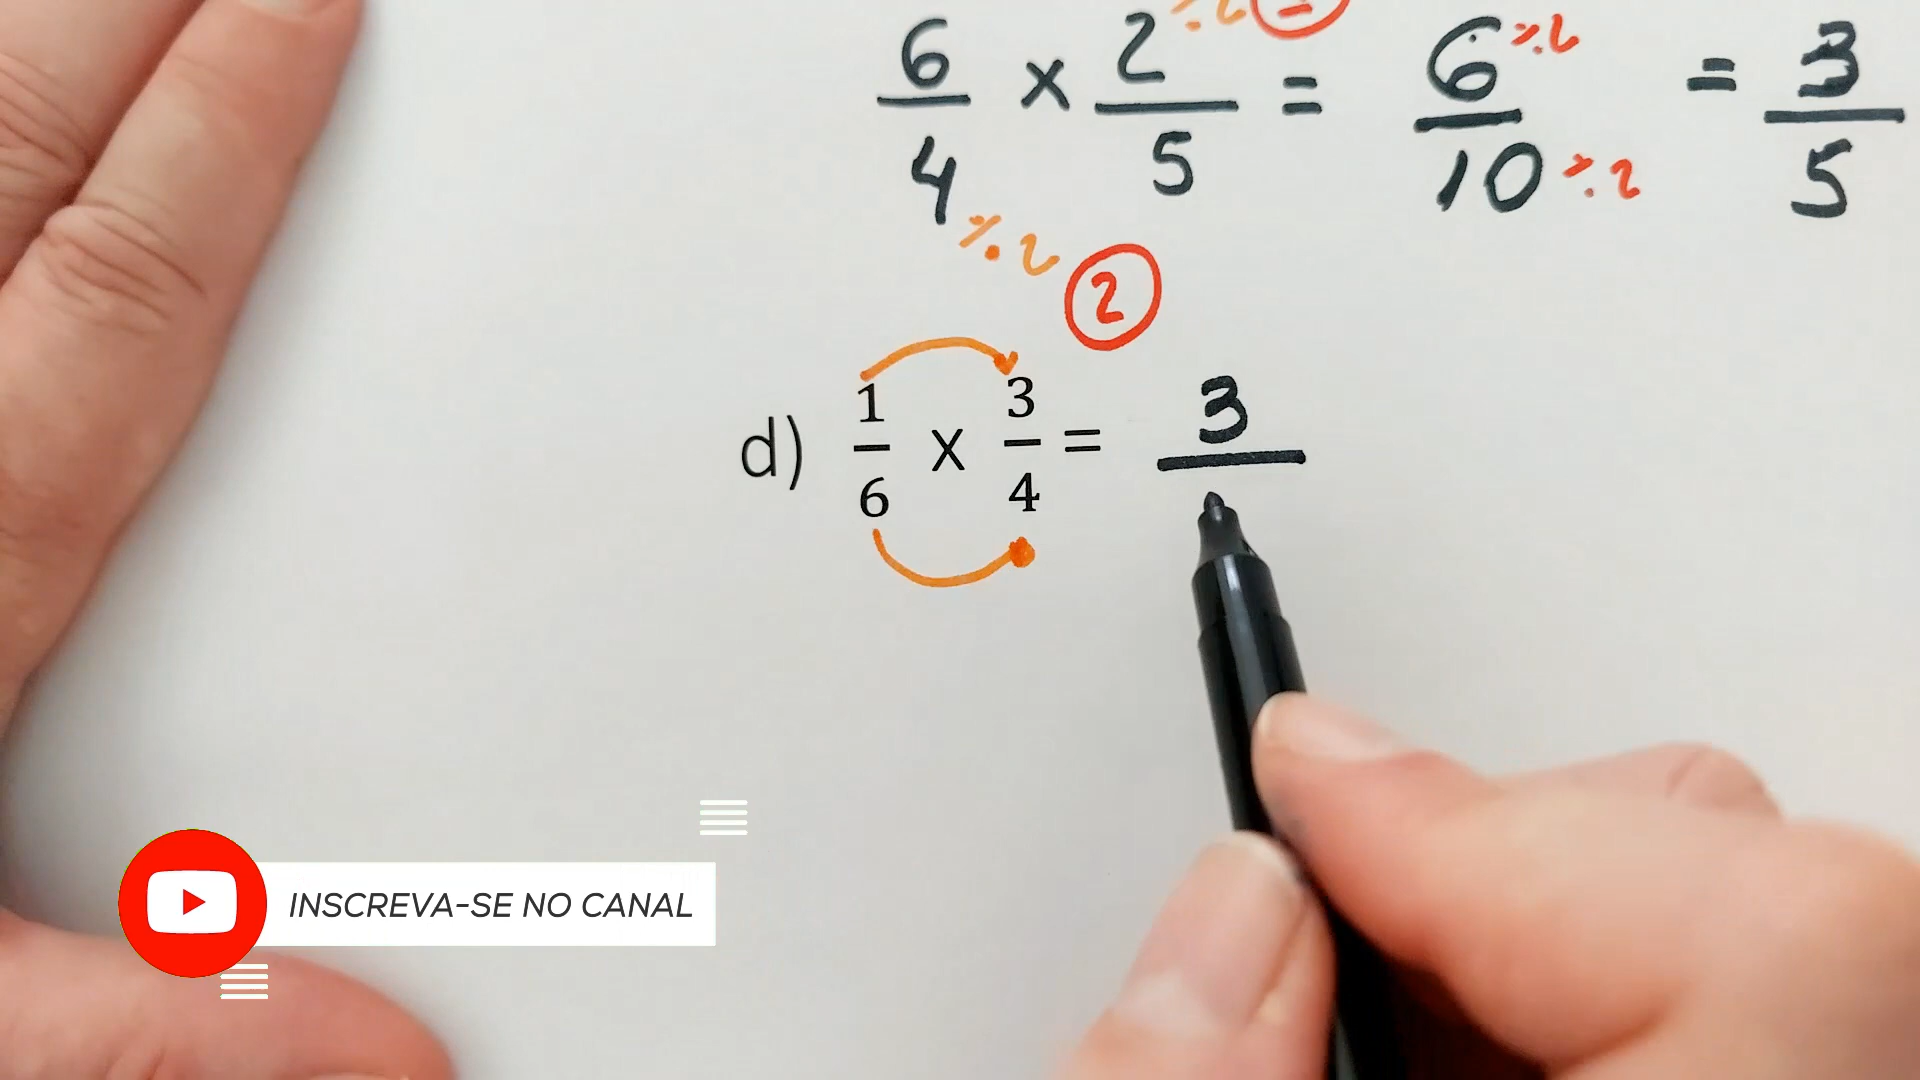 ÷2
6/4 x 2/5 = 6/10 = 3/5
÷2 ÷2
÷2 2
d) 1/6 x 3/4 = 3
INSCREVA-SE NO CANAL